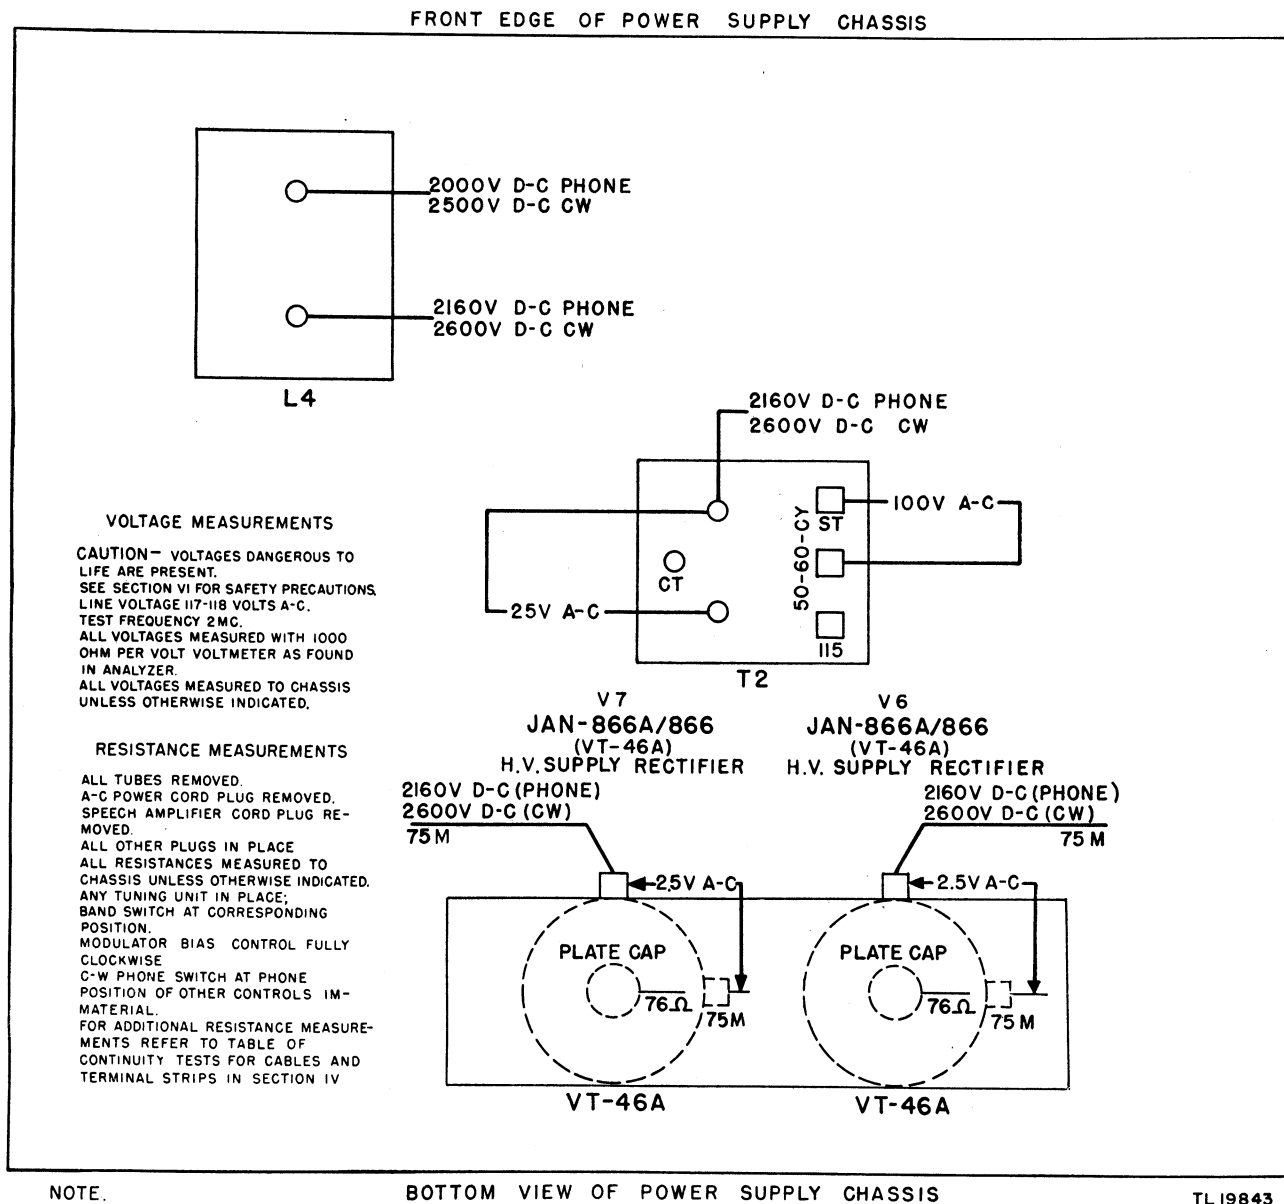 FRONT EDGE OF POWER SUPPLY CHASSIS
2000V D-C PHONE
2500V D-C CW
2160V D-C PHONE
2600V D-C CW
L4
2160V D-C PHONE
2600V D-C CW
100V A-C
ST
50-60-CY
CT
25V A-C
115
T2
VOLTAGE MEASUREMENTS
CAUTION- VOLTAGES DANGEROUS TO
LIFE ARE PRESENT.
SEE SECTION VI FOR SAFETY PRECAUTIONS.
LINE VOLTAGE 117-118 VOLTS A-C.
TEST FREQUENCY 2MC.
ALL VOLTAGES MEASURED WITH 1000
OHM PER VOLT VOLTMETER AS FOUND
IN ANALYZER.
ALL VOLTAGES MEASURED TO CHASSIS
UNLESS OTHERWISE INDICATED.
RESISTANCE MEASUREMENTS
ALL TUBES REMOVED.
A-C POWER CORD PLUG REMOVED.
SPEECH AMPLIFIER CORD PLUG RE-
MOVED.
ALL OTHER PLUGS IN PLACE
ALL RESISTANCES MEASURED TO
CHASSIS UNLESS OTHERWISE INDICATED.
ANY TUNING UNIT IN PLACE;
BAND SWITCH AT CORRESPONDING
POSITION.
MODULATOR BIAS CONTROL FULLY
CLOCKWISE
C-W PHONE SWITCH AT PHONE
POSITION OF OTHER CONTROLS IM-
MATERIAL.
FOR ADDITIONAL RESISTANCE MEASURE-
MENTS REFER TO TABLE OF
CONTINUITY TESTS FOR CABLES AND
TERMINAL STRIPS IN SECTION IV
V7
JAN-866A/866
(VT-46A)
H.V. SUPPLY RECTIFIER
2160V D-C (PHONE)
2600V D-C (CW)
75M
2.5V A-C
PLATE CAP
76Ω
75M
VT-46A
V6
JAN-866A/866
(VT-46A)
H.V. SUPPLY RECTIFIER
2160V D-C (PHONE)
2600V D-C (CW)
75M
2.5V A-C
PLATE CAP
76Ω
75M
VT-46A
NOTE.
BOTTOM VIEW OF POWER SUPPLY CHASSIS
TL19843